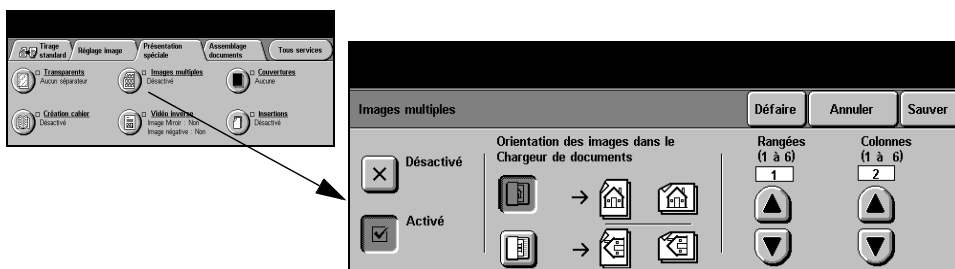 Tirage standard
Réglage image
Présentation spéciale
Assemblage documents
Tous services
Transparents
Aucun séparateur
Images multiples
Désactivé
Couvertures
Aucune
Création cahier
Désactivé
Vidéo inverse
Image Miroir : Non
Image négative : Non
Insertions
Désactivé
Images multiples
Défaire
Annuler
Sauver
Désactivé
Activé
Orientation des images dans le
Chargeur de documents
Rangées
(1 à 6)
1
Colonnes
(1 à 6)
2